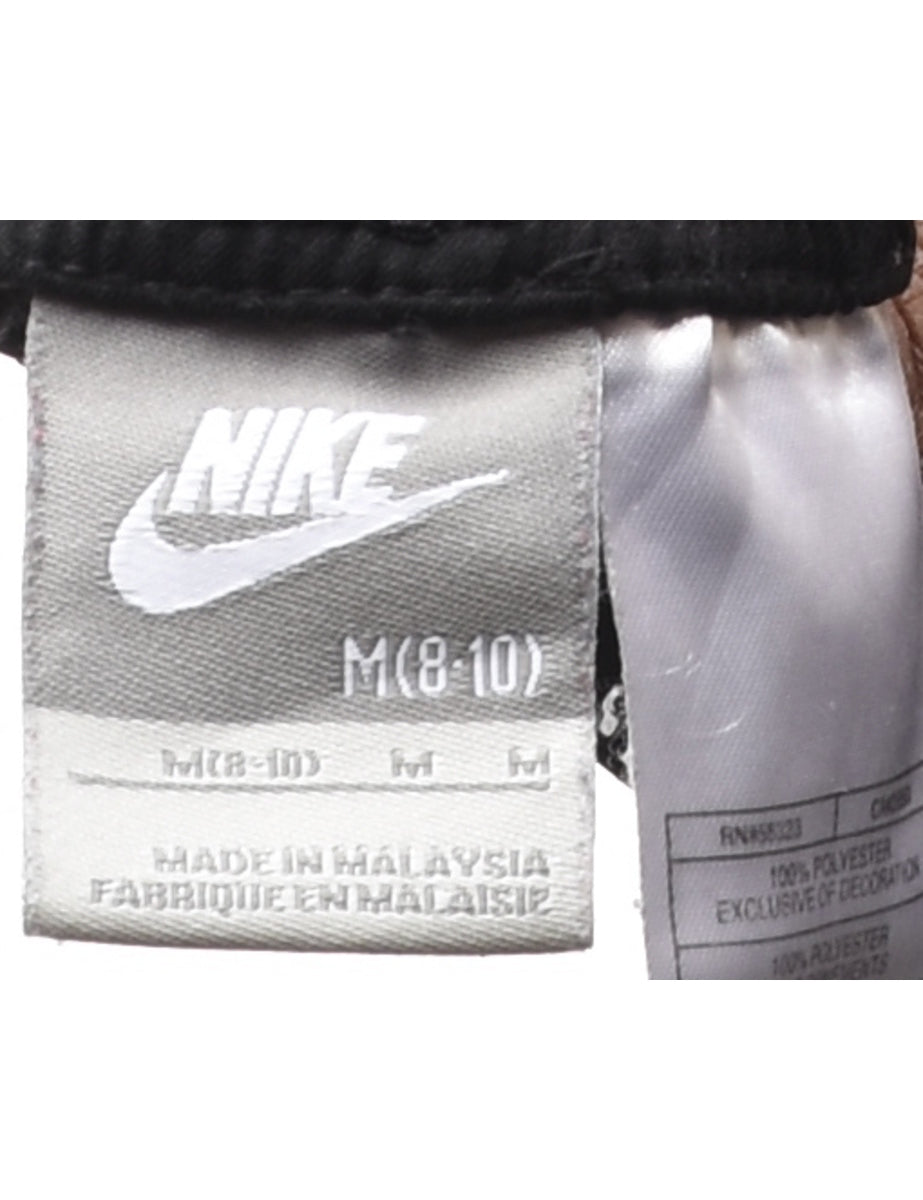 NIKE
M(8-10)
M(8-10) M M
MADE IN MALAYSIA
FABRIQUE EN MALAISIE
100% POLYESTER
EXCLUSIVE OF DECORATION
100% POLYESTER